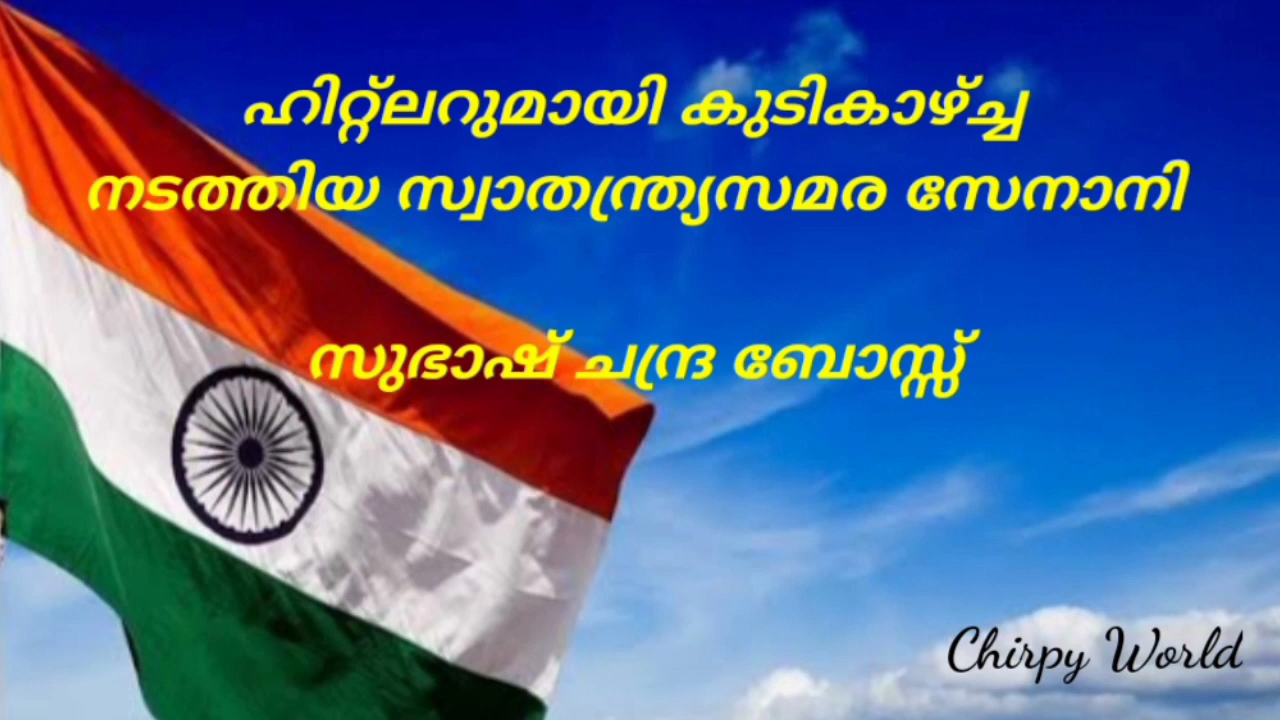 ഹിറ്റ്ലറുമായി കുടികാഴ്ച്ച
നടത്തിയ സ്വാതന്ത്ര്യസമര സേനാനി
സുഭാഷ് ചന്ദ്ര ബോസ്സ്
Chirpy World